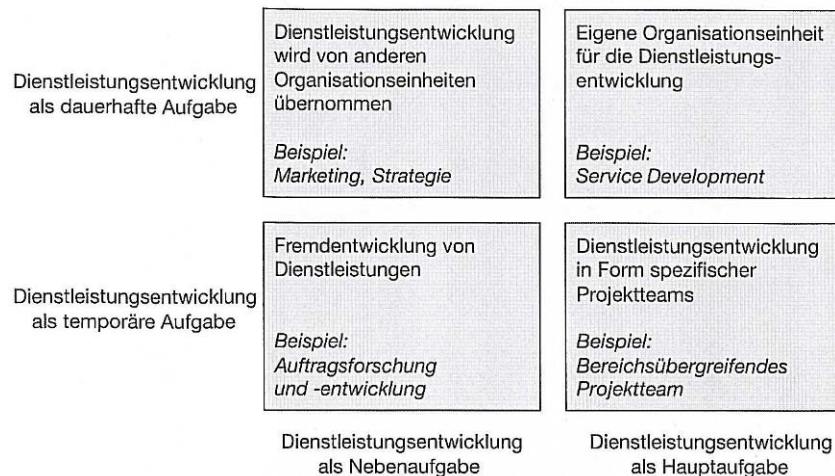 Dienstleistungsentwicklung
als dauerhafte Aufgabe
Dienstleistungsentwicklung
wird von anderen
Organisationseinheiten
übernommen
Beispiel:
Marketing, Strategie
Eigene Organisationseinheit
für die Dienstleistungs-
entwicklung
Beispiel:
Service Development
Dienstleistungsentwicklung
als temporäre Aufgabe
Fremdentwicklung von
Dienstleistungen
Beispiel:
Auftragsforschung
und -entwicklung
Dienstleistungsentwicklung
in Form spezifischer
Projektteams
Beispiel:
Bereichsübergreifendes
Projektteam
Dienstleistungsentwicklung
als Nebenaufgabe
Dienstleistungsentwicklung
als Hauptaufgabe